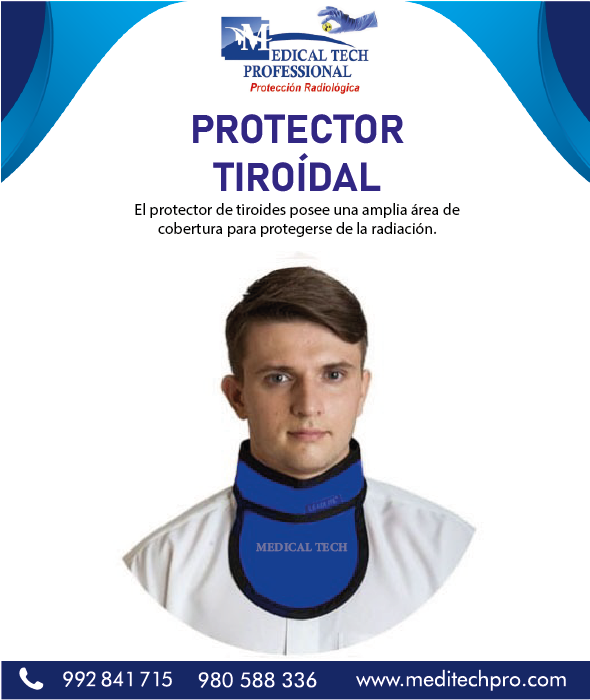 MEDICAL TECH
PROFESSIONAL
Protección Radiológica
PROTECTOR
TIROÍDAL
El protector de tiroides posee una amplia área de
cobertura para protegerse de la radiación.
MEDICAL TECH
992 841 715 980 588 336 www.meditechpro.com